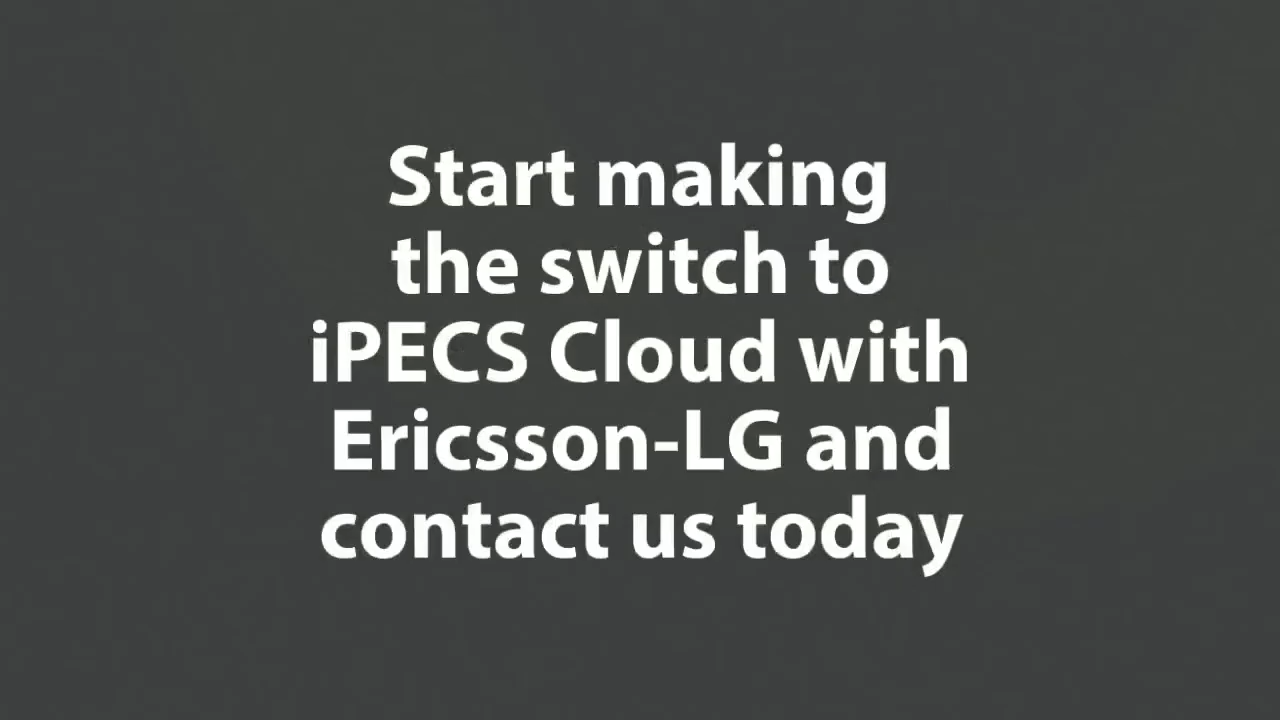 Start making
the switch to
iPECS Cloud with
Ericsson-LG and
contact us today